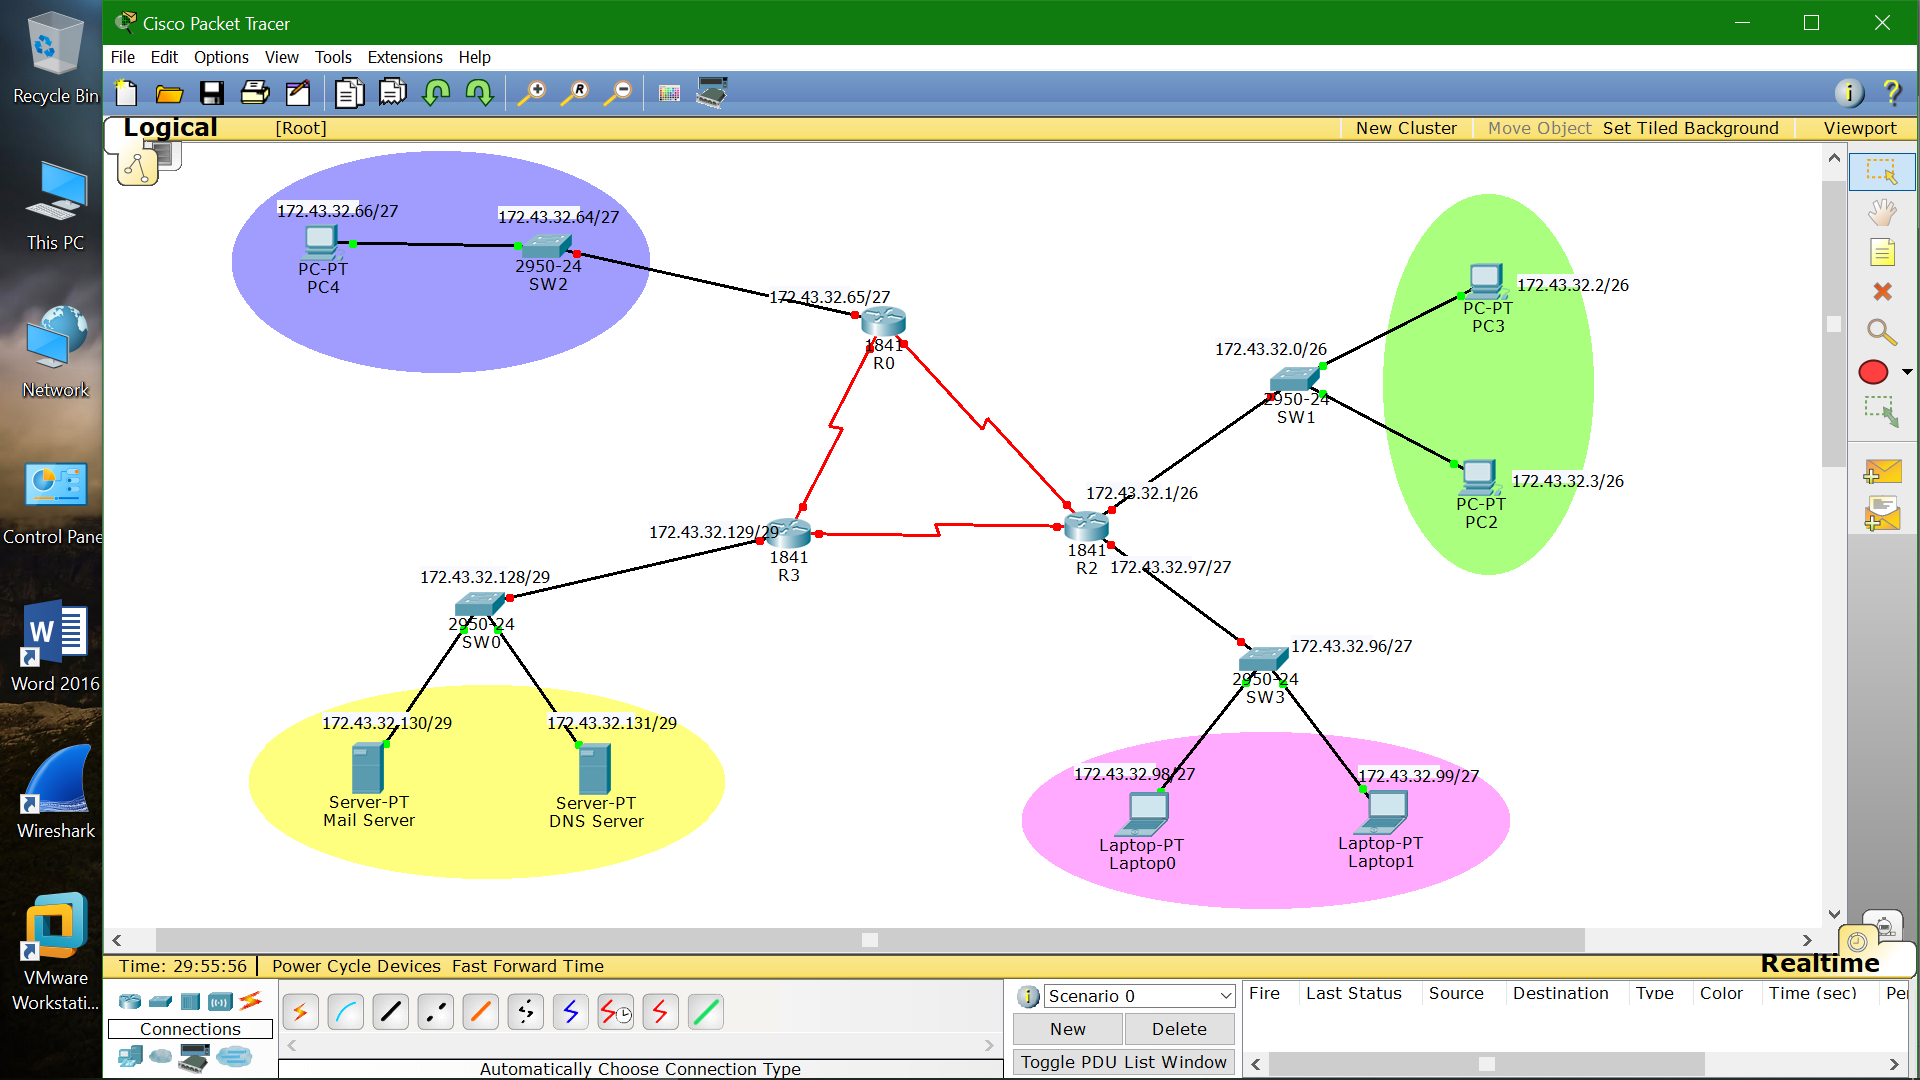 Cisco Packet Tracer
File Edit Options View Tools Extensions Help
Logical [Root] New Cluster Move Object Set Tiled Background Viewport
Recycle Bin
This PC
Network
Control Pane
Word 2016
Wireshark
VMware
Workstati...
172.43.32.66/27
PC-PT
PC4
172.43.32.64/27
2950-24
SW2
172.43.32.65/27
1841
R0
172.43.32.2/26
PC-PT
PC3
172.43.32.0/26
2950-24
SW1
172.43.32.3/26
PC-PT
PC2
172.43.32.1/26
1841
R2
172.43.32.97/27
172.43.32.129/29
1841
R3
172.43.32.128/29
2950-24
SW0
172.43.32.96/27
2950-24
SW3
172.43.32.130/29
Server-PT
Mail Server
172.43.32.131/29
Server-PT
DNS Server
172.43.32.98/27
Laptop-PT
Laptop0
172.43.32.99/27
Laptop-PT
Laptop1
Time: 29:55:56 Power Cycle Devices Fast Forward Time
Realtime
Connections
Automatically Choose Connection Type
Scenario 0
New Delete
Toggle PDU List Window
Fire Last Status Source Destination Type Color Time (sec) Pe